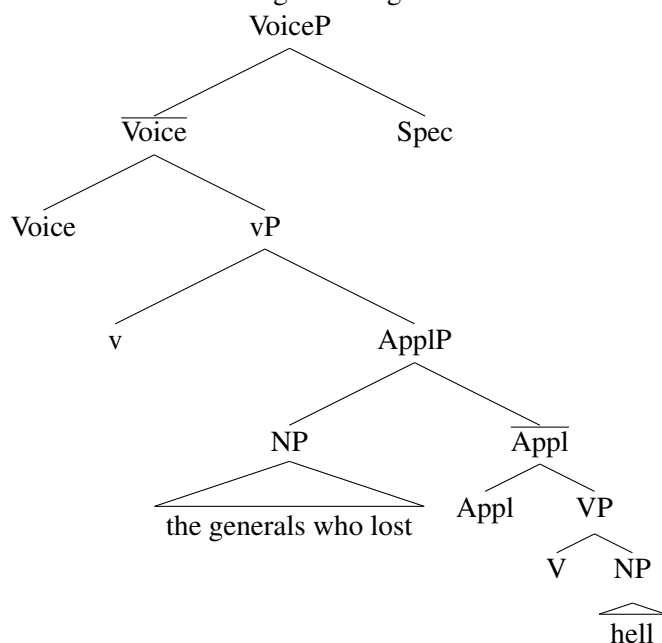 VoiceP
Voice Spec
Voice vP
v ApplP
NP Appl
the generals who lost Appl VP
V NP
hell